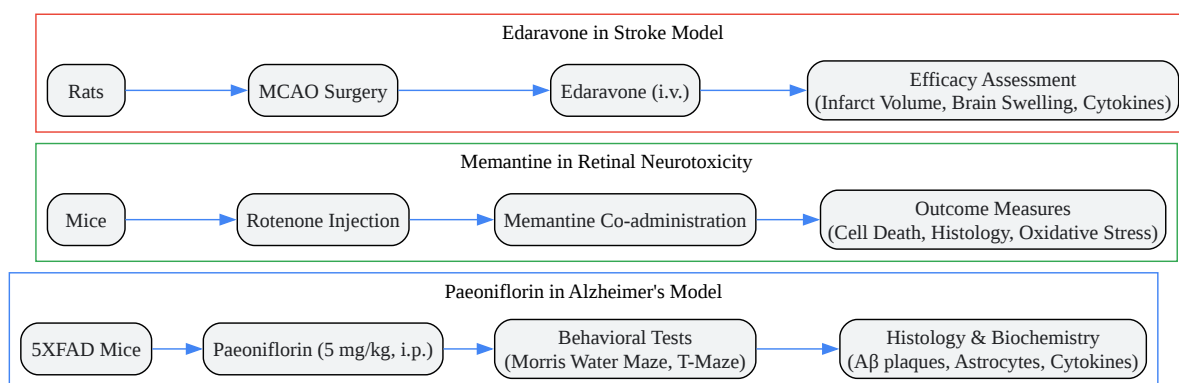 Edaravone in Stroke Model
Rats
MCAO Surgery
Edaravone (i.v.)
Efficacy Assessment
(Infarct Volume, Brain Swelling, Cytokines)
Memantine in Retinal Neurotoxicity
Mice
Rotenone Injection
Memantine Co-administration
Outcome Measures
(Cell Death, Histology, Oxidative Stress)
Paeoniflorin in Alzheimer's Model
5XFAD Mice
Paeoniflorin (5 mg/kg, i.p.)
Behavioral Tests
(Morris Water Maze, T-Maze)
Histology & Biochemistry
(Aβ plaques, Astrocytes, Cytokines)